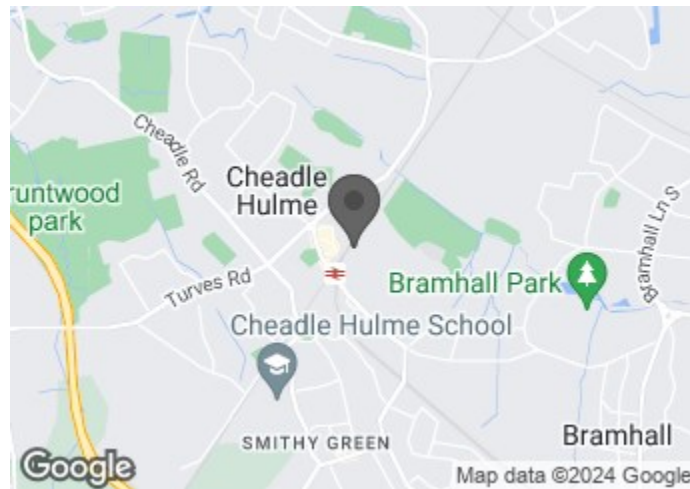 Cheadle Rd
runtwood
park
Cheadle
Hulme
Turves Rd
Bramhall Park
Bramhall Ln S
Cheadle Hulme School
SMITHY GREEN
Bramhall
Google
Map data ©2024 Google